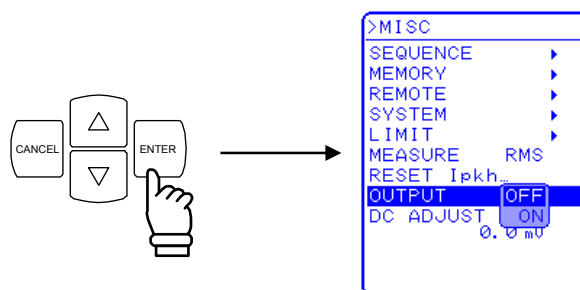 CANCEL
ENTER
>MISC
SEQUENCE
MEMORY
REMOTE
SYSTEM
LIMIT
MEASURE RMS
RESET Ipkh…
OUTPUT OFF
DC ADJUST ON
0.0 mV